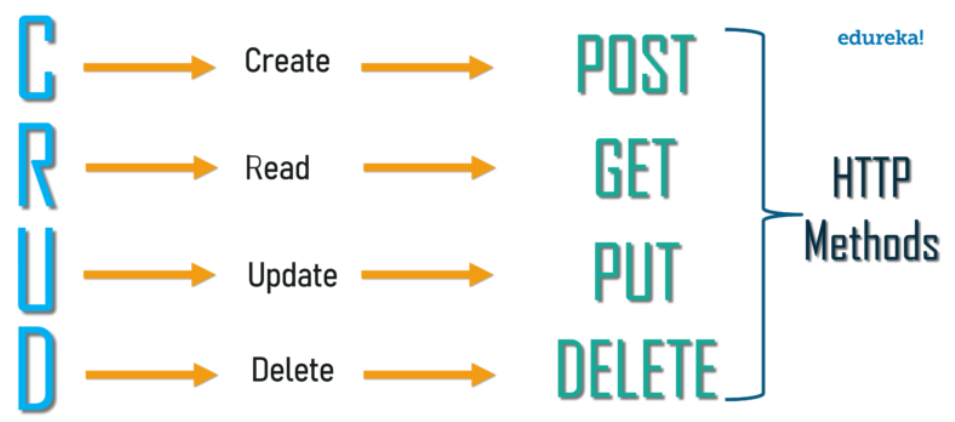 edureka!
C Create POST
R Read GET
U Update PUT
D Delete DELETE
HTTP
Methods